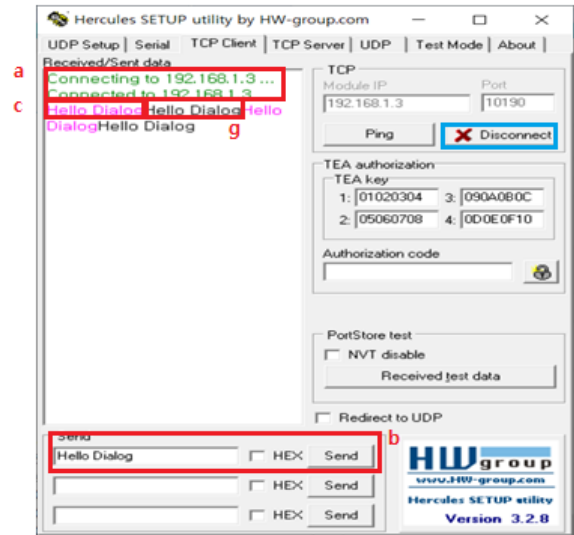 Hercules SETUP utility by HW-group.com
UDP Setup Serial TCP Client TCP Server UDP Test Mode About
Received/Sent data
a
Connecting to 192.168.1.3 ...
Connected to 192.168.1.3
c
Hello DialogHello DialogHello
DialogHello Dialog
g
TCP
Module IP Port
192.168.1.3 10190
Ping Disconnect
TEA authorization
TEA key
1: 01020304 3: 090A0B0C
2: 05060708 4: 0D0E0F10
Authorization code
PortStore test
NVT disable
Received test data
Redirect to UDP
Send
b
Hello Dialog HEX Send
HEX Send
HEX Send
HW group
www.HW-group.com
Hercules SETUP utility
Version 3.2.8